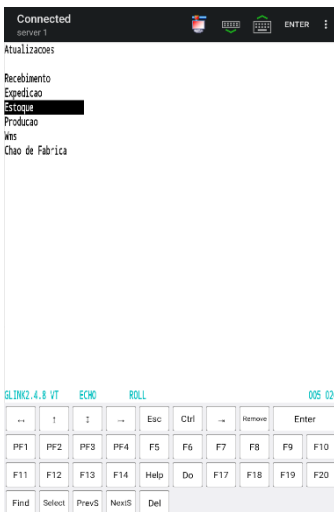 Connected
server 1
ENTER
Atualizacoes
Recebimento
Expedicao
Estoque
Producao
Wms
Chao de Fabrica
GLINK2.4.8 VT ECHO ROLL 005 020
Esc Ctrl Remove Enter
PF1 PF2 PF3 PF4 F5 F6 F7 F8 F9 F10
F11 F12 F13 F14 Help Do F17 F18 F19 F20
Find Select PrevS NextS Del